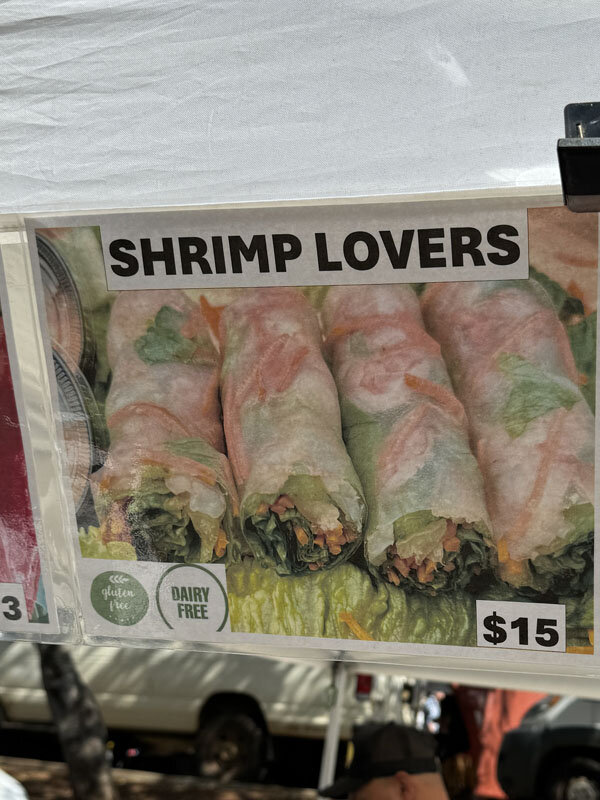 SHRIMP LOVERS
gluten
free
DAIRY
FREE
$15
3